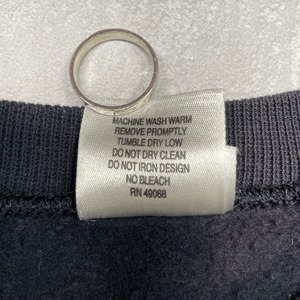 MACHINE WASH WARM
REMOVE PROMPTLY
TUMBLE DRY LOW
DO NOT DRY CLEAN
DO NOT IRON DESIGN
NO BLEACH
RN 49068